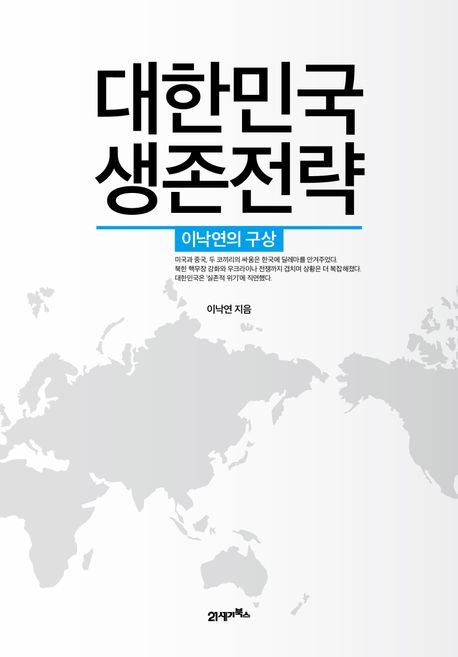 대한민국
생존전략
이낙연의 구상
미국과 중국, 두 코끼리의 싸움은 한국에 딜레마를 안겨주었다.
북한 핵무장 강화와 우크라이나 전쟁까지 겹치며 상황은 더 복잡해졌다.
대한민국은 '실존적 위기'에 직면했다.
이낙연 지음
21세기북스